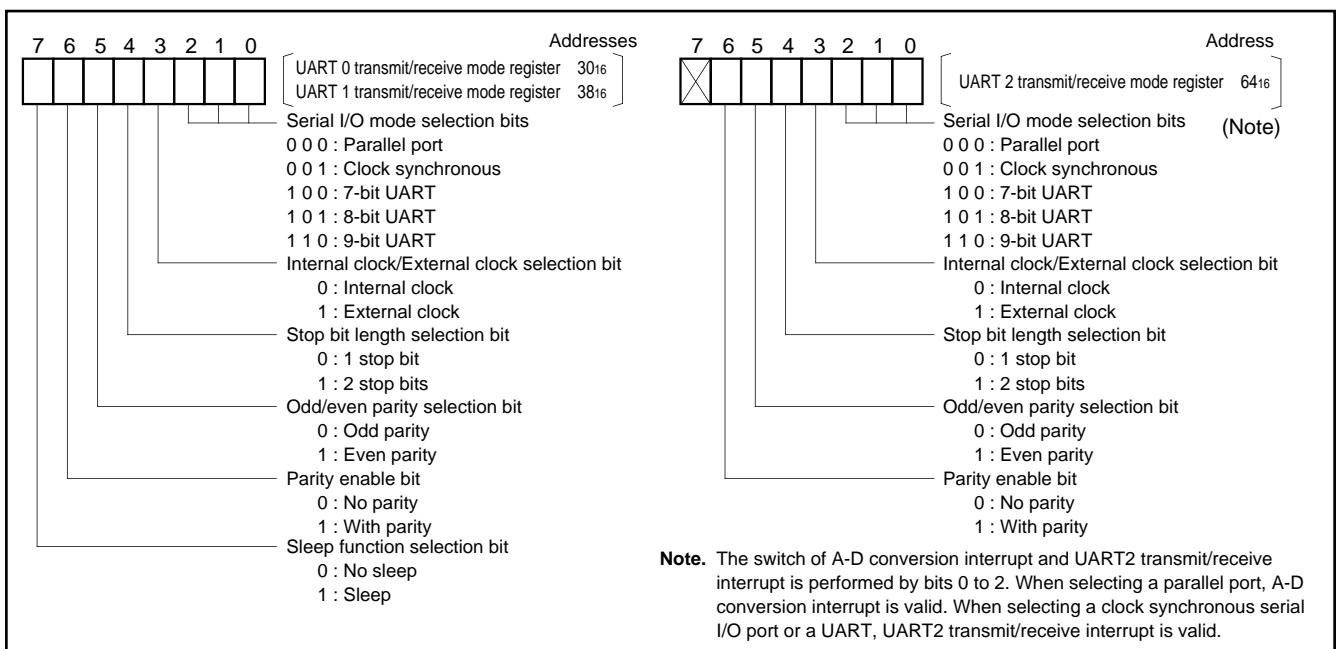 7 6 5 4 3 2 1 0
Addresses
UART 0 transmit/receive mode register 3016
UART 1 transmit/receive mode register 3816
Serial I/O mode selection bits
0 0 0 : Parallel port
0 0 1 : Clock synchronous
1 0 0 : 7-bit UART
1 0 1 : 8-bit UART
1 1 0 : 9-bit UART
Internal clock/External clock selection bit
0 : Internal clock
1 : External clock
Stop bit length selection bit
0 : 1 stop bit
1 : 2 stop bits
Odd/even parity selection bit
0 : Odd parity
1 : Even parity
Parity enable bit
0 : No parity
1 : With parity
Sleep function selection bit
0 : No sleep
1 : Sleep
7 6 5 4 3 2 1 0
Address
UART 2 transmit/receive mode register 6416
Serial I/O mode selection bits (Note)
0 0 0 : Parallel port
0 0 1 : Clock synchronous
1 0 0 : 7-bit UART
1 0 1 : 8-bit UART
1 1 0 : 9-bit UART
Internal clock/External clock selection bit
0 : Internal clock
1 : External clock
Stop bit length selection bit
0 : 1 stop bit
1 : 2 stop bits
Odd/even parity selection bit
0 : Odd parity
1 : Even parity
Parity enable bit
0 : No parity
1 : With parity
Note. The switch of A-D conversion interrupt and UART2 transmit/receive
interrupt is performed by bits 0 to 2. When selecting a parallel port, A-D
conversion interrupt is valid. When selecting a clock synchronous serial
I/O port or a UART, UART2 transmit/receive interrupt is valid.